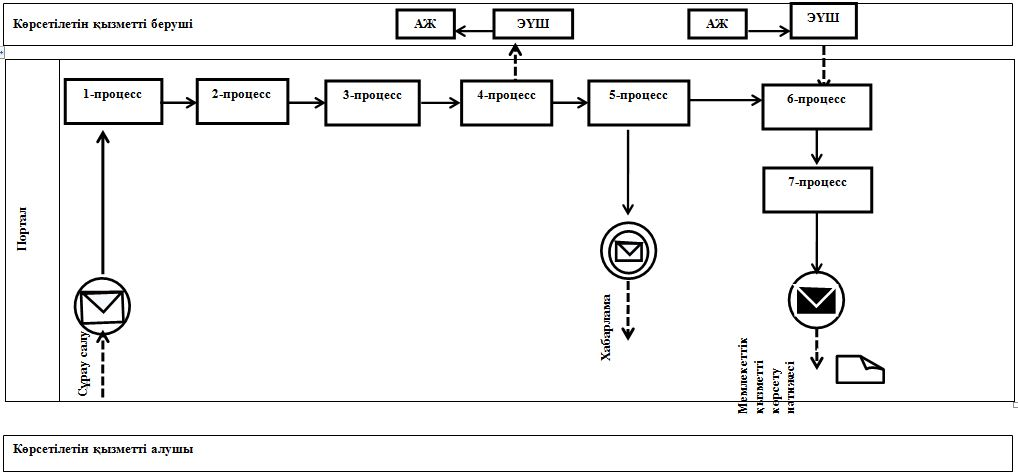 Көрсетілетін қызметті беруші
АЖ
ЭҮШ
АЖ
ЭҮШ
Портал
1-процесс
2-процесс
3-процесс
4-процесс
5-процесс
6-процесс
7-процесс
Сұрау салу
Хабарлама
Мемлекеттік
қызметті
көрсету
нәтижесі
Көрсетілетін қызметті алушы